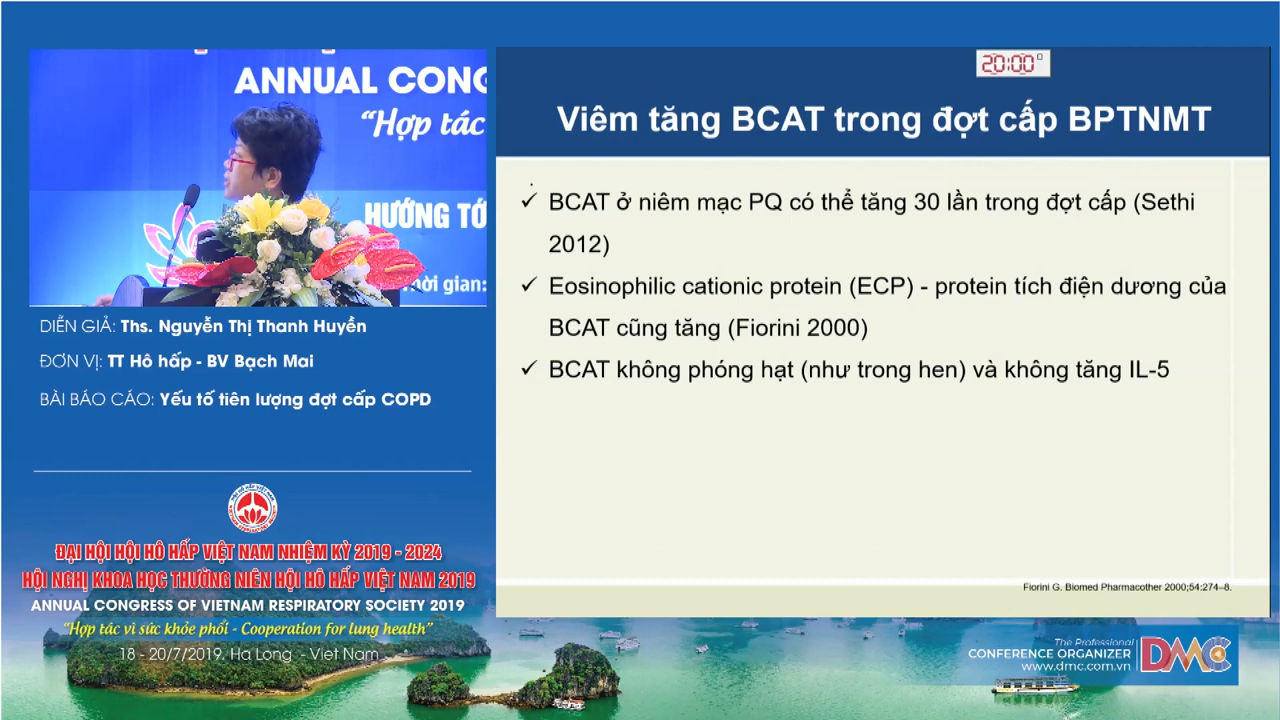 ANNUAL CONG
"Hợp tác
HƯỚNG TỚ
hời gian:
DIỄN GIẢ: Ths. Nguyễn Thị Thanh Huyền
ĐƠN VỊ: TT Hô hấp - BV Bạch Mai
BÀI BÁO CÁO: Yếu tố tiên lượng đợt cấp COPD
ĐẠI HỘI HỘI HÔ HẤP VIỆT NAM NHIỆM KỲ 2019 - 2024
HỘI NGHỊ KHOA HỌC THƯỜNG NIÊN HỘI HÔ HẤP VIỆT NAM 2019
ANNUAL CONGRESS OF VIETNAM RESPIRATORY SOCIETY 2019
"Hợp tác vì sức khỏe phổi - Cooperation for lung health"
18 - 20/7/2019. Ha Long - Viet Nam
20:00
Viêm tăng BCAT trong đợt cấp BPTNMT
✓ BCAT ở niêm mạc PQ có thể tăng 30 lần trong đợt cấp (Sethi
2012)
✓ Eosinophilic cationic protein (ECP) - protein tích điện dương của
BCAT cũng tăng (Fiorini 2000)
✓ BCAT không phóng hạt (như trong hen) và không tăng IL-5
Fiorini G. Biomed Pharmacother 2000;54:274–8.
The Professional
CONFERENCE ORGANIZER
www.dmc.com.vn
DMC